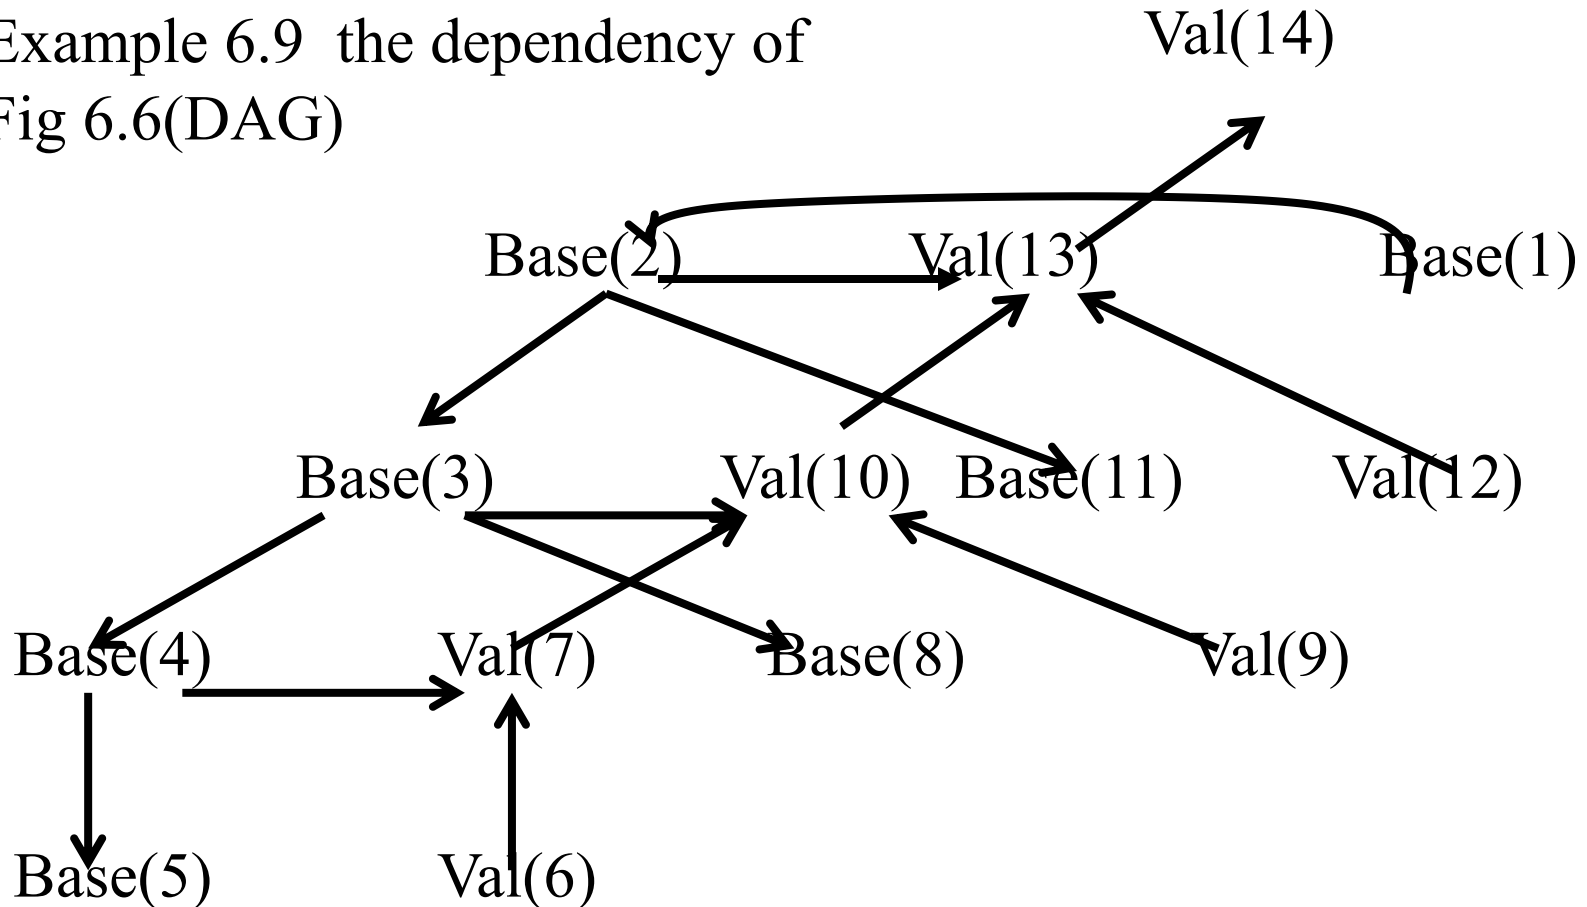 Example 6.9 the dependency of
Fig 6.6(DAG)
Val(14)
Base(2) Val(13) Base(1)
Base(3) Val(10) Base(11) Val(12)
Base(4) Val(7) Base(8) Val(9)
Base(5) Val(6)